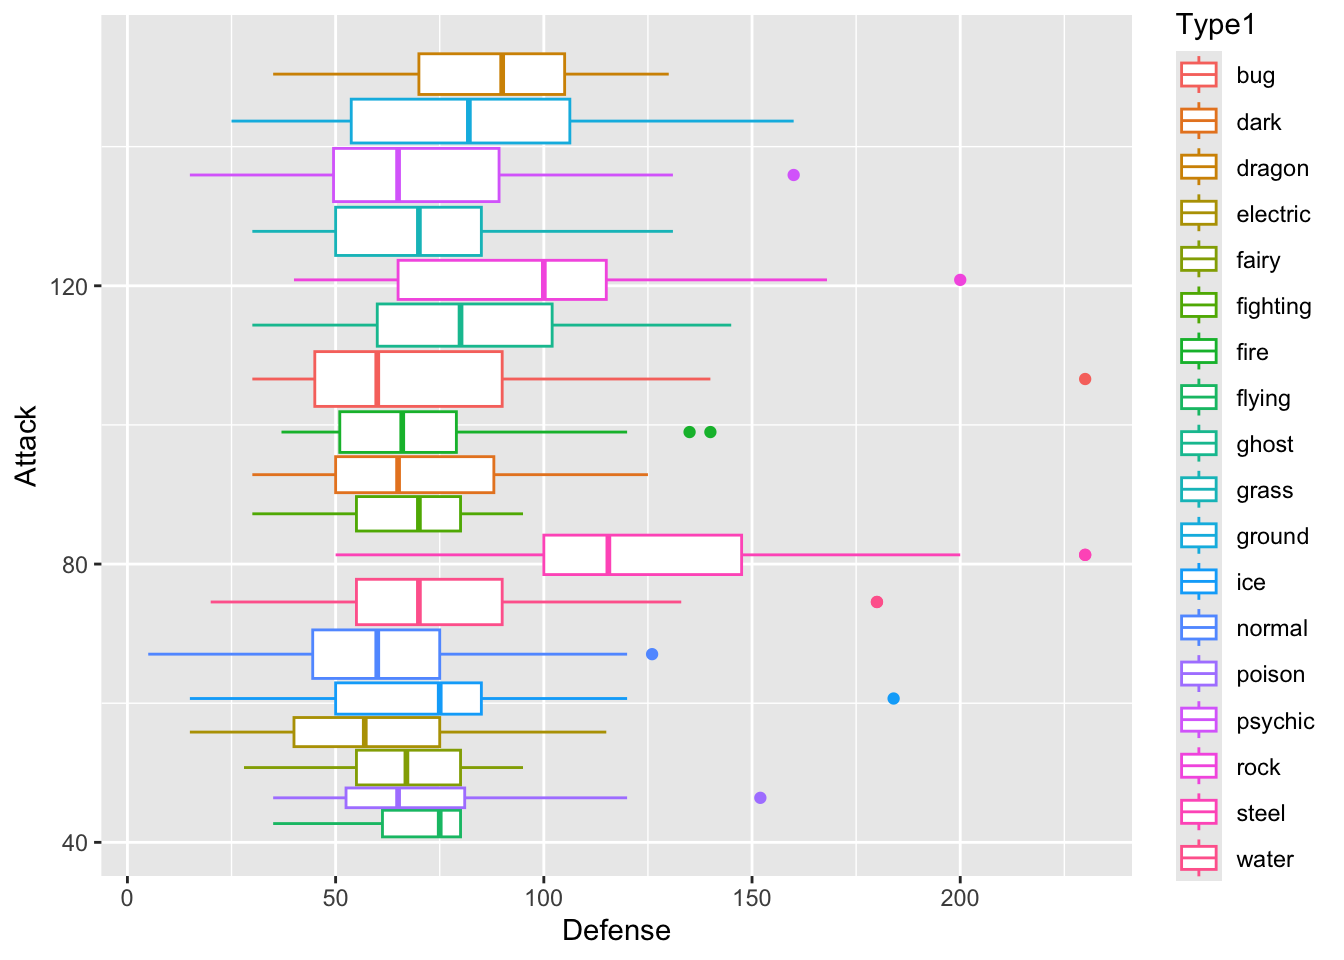 Type1
bug
dark
dragon
electric
fairy
fighting
fire
flying
ghost
grass
ground
ice
normal
poison
psychic
rock
steel
water
Attack
120
80
40
0 50 100 150 200
Defense